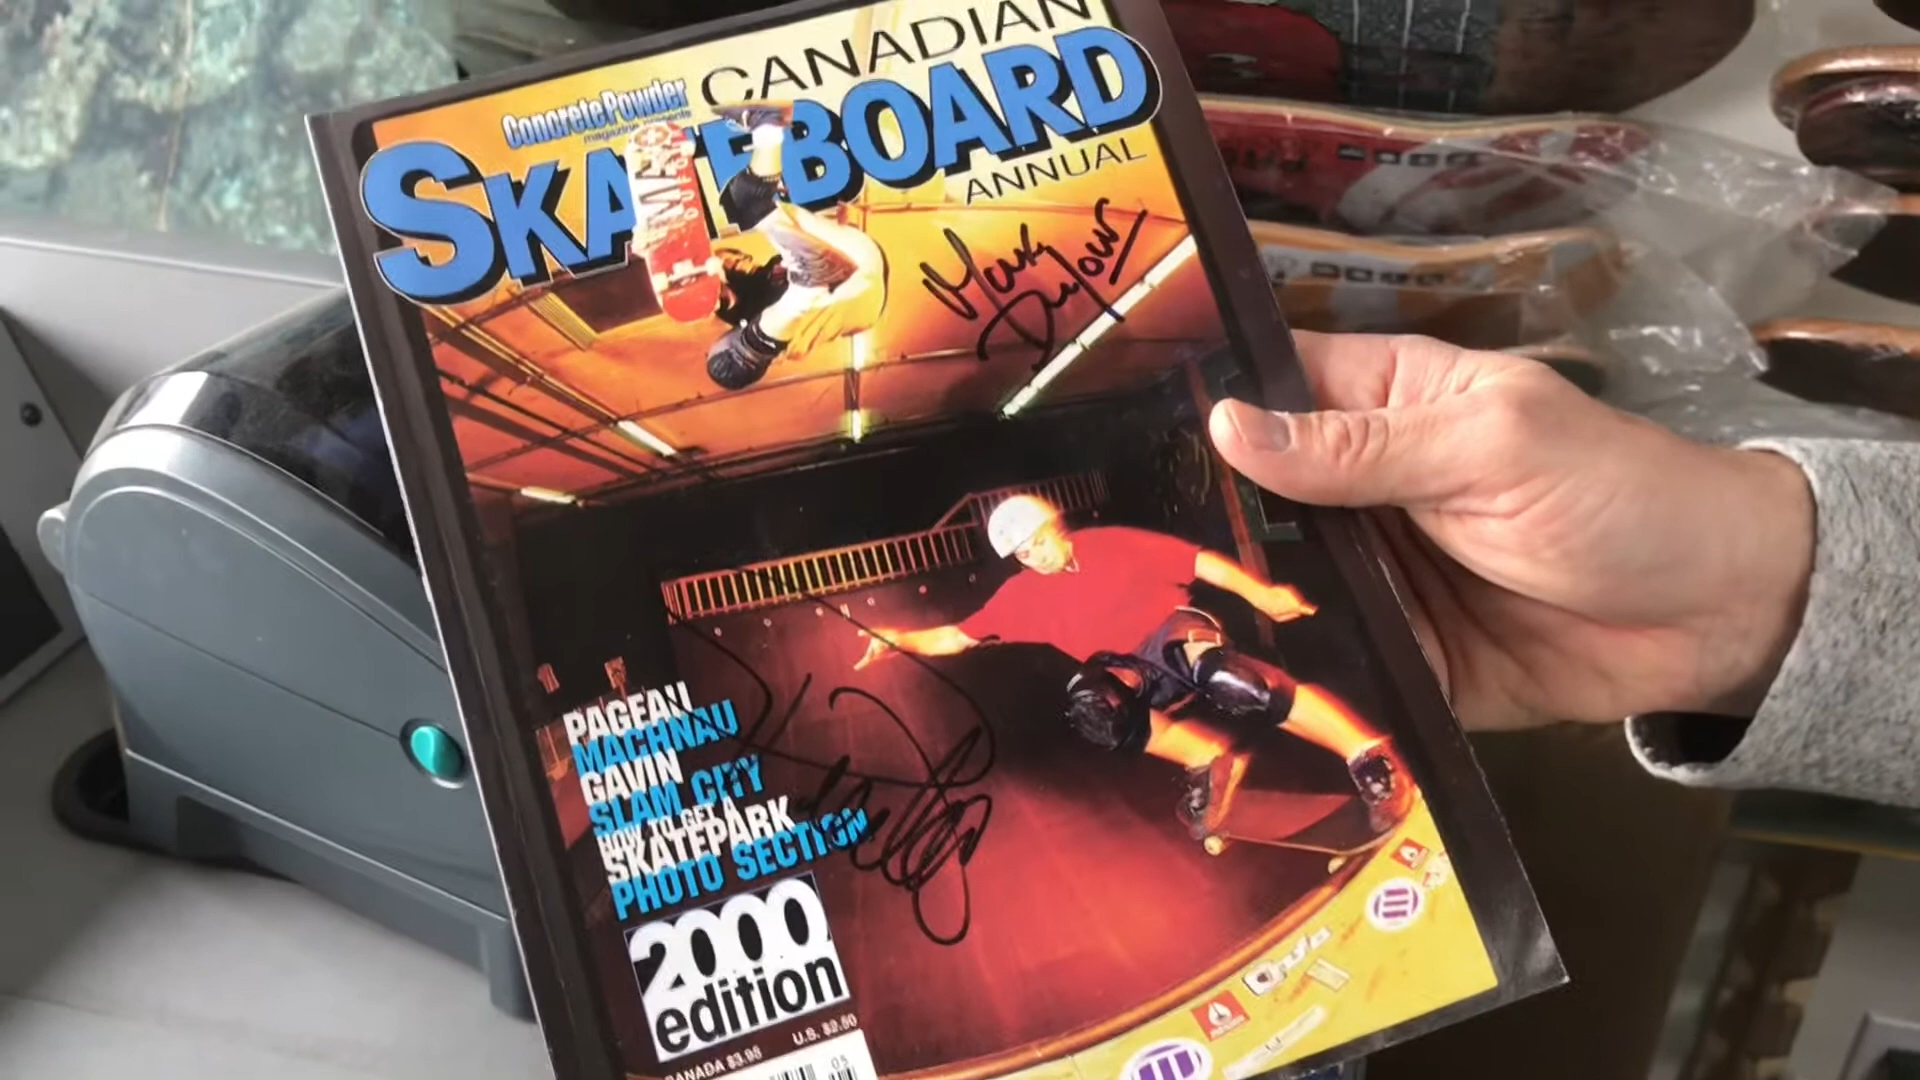 CANADIAN
ConcretePowder
magazine presents
SKATEBOARD
ANNUAL
PAGEAU
MACHNAU
GAVIN
SLAM CITY
HOW TO GET A
SKATEPARK
PHOTO SECTION
2000
edition
CANADA $3.95 U.S. $2.50
05